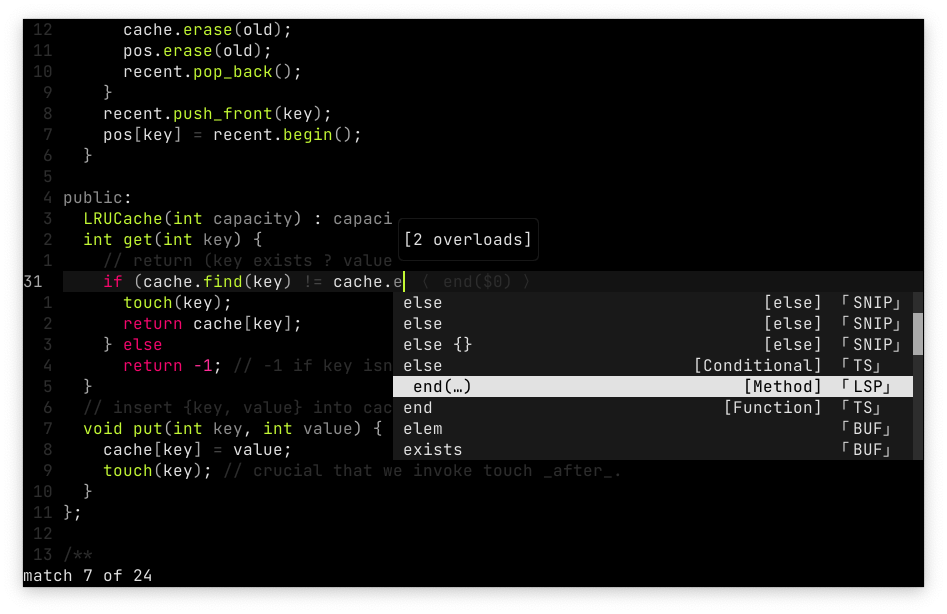 12       cache.erase(old);
11       pos.erase(old);
10       recent.pop_back();
 9     }
 8     recent.push_front(key);
 7     pos[key] = recent.begin();
 6   }
 5
 4 public:
 3   LRUCache(int capacity) : capaci
 2   int get(int key) {
[2 overloads]
 1     // return (key exists ? value
31     if (cache.find(key) != cache.e ( end($0) )
 1       touch(key);
else [else] 「SNIP」
 2       return cache[key];
else [else] 「SNIP」
 3     } else
else {} [else] 「SNIP」
 4       return -1; // -1 if key isn
else [Conditional] 「TS」
 5   }
end(…) [Method] 「LSP」
 6   // insert {key, value} into cac
end [Function] 「TS」
 7   void put(int key, int value) {
elem 「BUF」
 8     cache[key] = value;
exists 「BUF」
 9     touch(key); // crucial that we invoke touch _after_.
10   }
11 };
12
13 /**
match 7 of 24